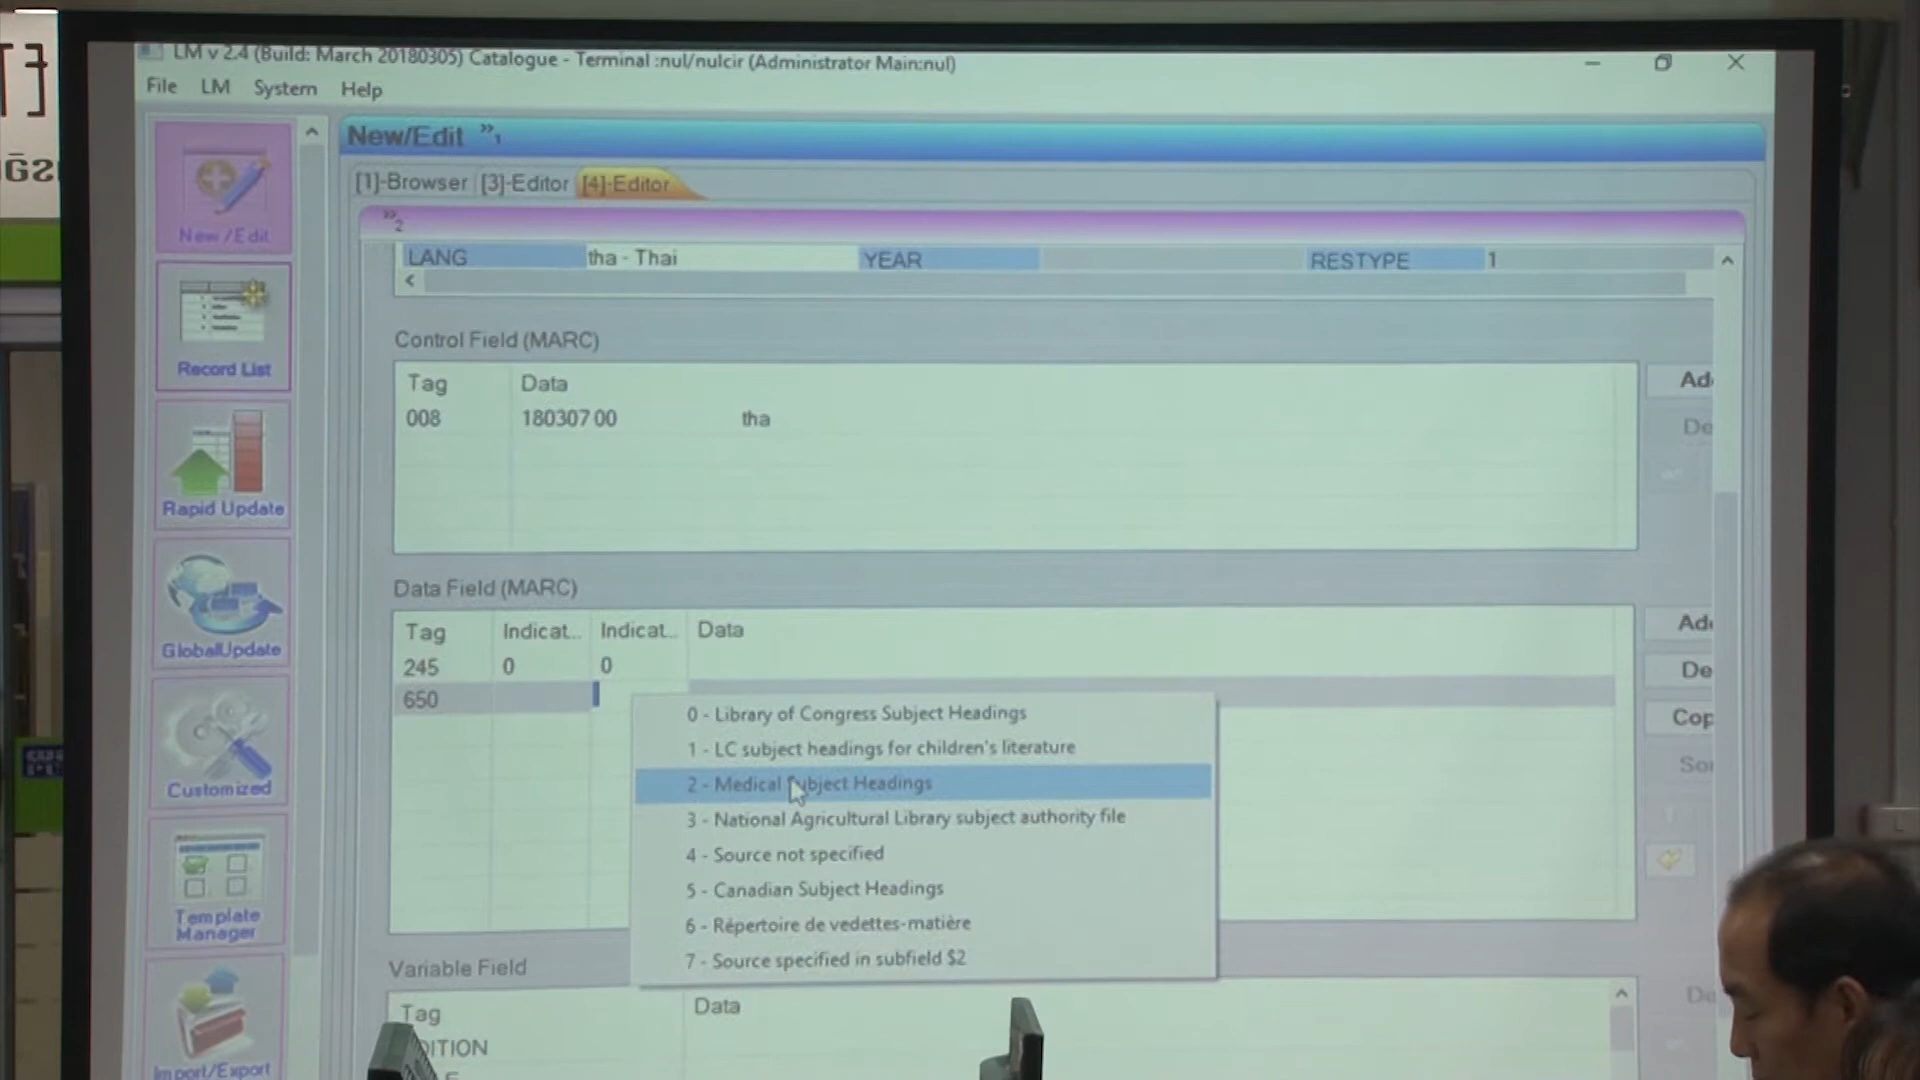 LM v 2.4 (Build: March 20180305) Catalogue - Terminal :nul/nulcir (Administrator Main:nul)
File LM System Help
New/Edit »1
[1]-Browser [3]-Editor [4]-Editor
»2
New /Edit
LANG tha - Thai YEAR RESTYPE 1
Record List
Control Field (MARC)
Tag Data
008 180307 00 tha
Rapid Update
Data Field (MARC)
Tag Indicat... Indicat... Data
245 0 0
650
GlobalUpdate
Cop
0 - Library of Congress Subject Headings
1 - LC subject headings for children's literature
2 - Medical Subject Headings
3 - National Agricultural Library subject authority file
4 - Source not specified
5 - Canadian Subject Headings
6 - Répertoire de vedettes-matière
7 - Source specified in subfield $2
Customized
Template Manager
Variable Field
Tag Data
DITION
Import/Export